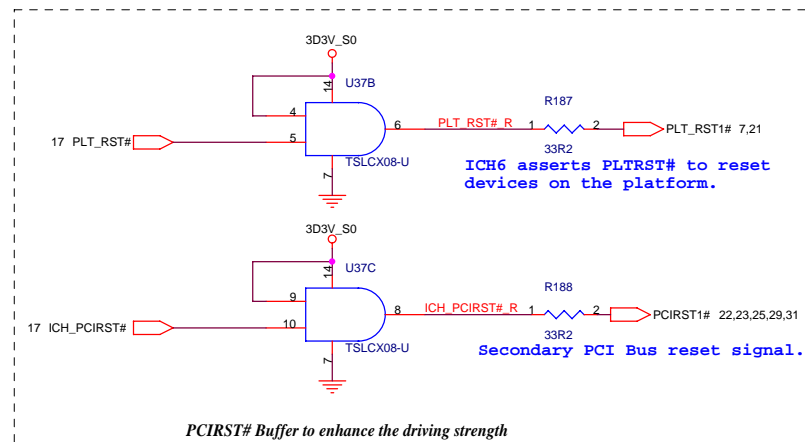 3D3V_S0
U37B
14
4
5
6
7
17 PLT_RST#
TSLCX08-U
PLT_RST#_R
R187
1
2
33R2
PLT_RST1# 7,21
ICH6 asserts PLTRST# to reset
devices on the platform.
3D3V_S0
U37C
14
9
10
8
7
17 ICH_PCIRST#
TSLCX08-U
ICH_PCIRST#_R
R188
1
2
33R2
PCIRST1# 22,23,25,29,31
Secondary PCI Bus reset signal.
PCIRST# Buffer to enhance the driving strength